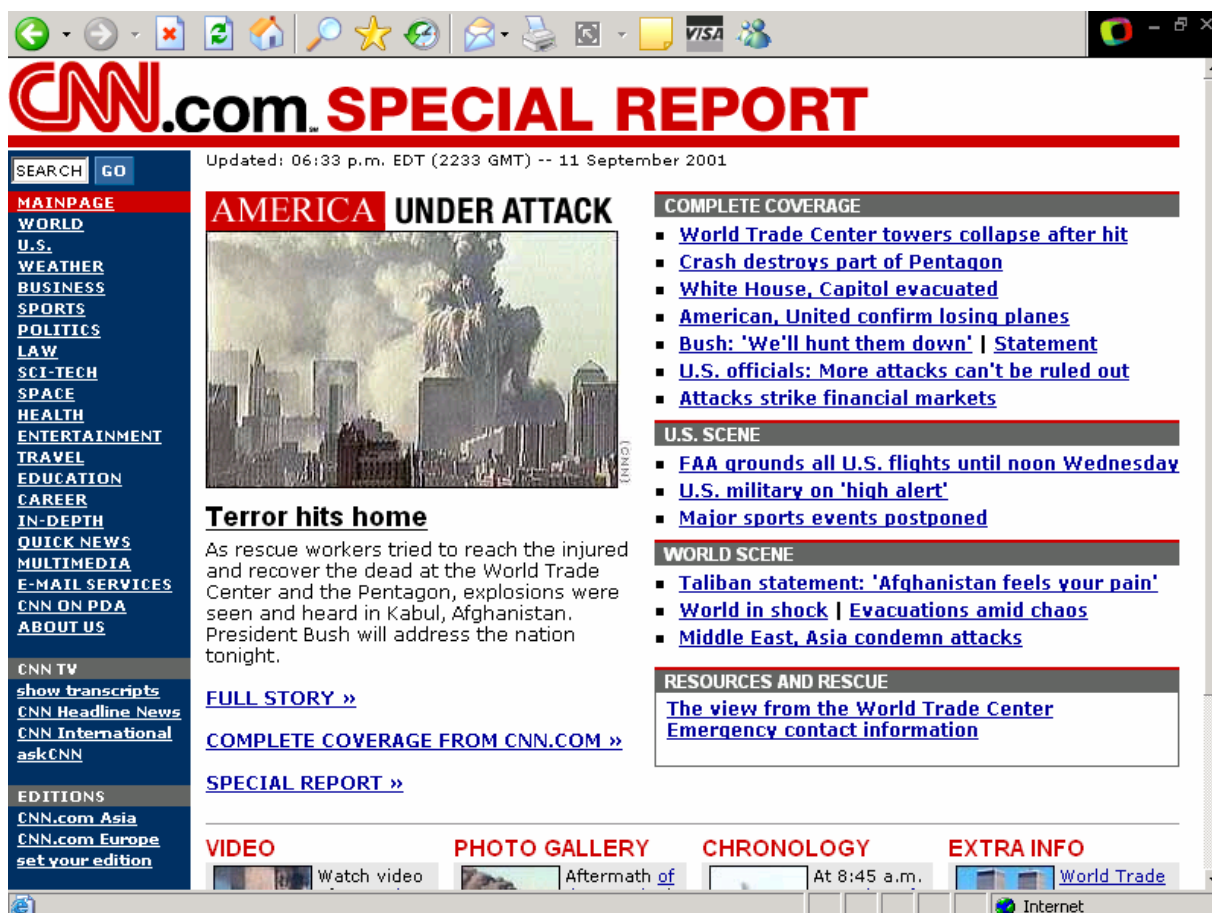 VISA
CNN.com SPECIAL REPORT
SEARCH GO
Updated: 06:33 p.m. EDT (2233 GMT) -- 11 September 2001
MAINPAGE
WORLD
U.S.
WEATHER
BUSINESS
SPORTS
POLITICS
LAW
SCI-TECH
SPACE
HEALTH
ENTERTAINMENT
TRAVEL
EDUCATION
CAREER
IN-DEPTH
QUICK NEWS
MULTIMEDIA
E-MAIL SERVICES
CNN ON PDA
ABOUT US
CNN TV
show transcripts
CNN Headline News
CNN International
askCNN
EDITIONS
CNN.com Asia
CNN.com Europe
set your edition
AMERICA UNDER ATTACK
(CNN)
Terror hits home
As rescue workers tried to reach the injured
and recover the dead at the World Trade
Center and the Pentagon, explosions were
seen and heard in Kabul, Afghanistan.
President Bush will address the nation
tonight.
FULL STORY »
COMPLETE COVERAGE FROM CNN.COM »
SPECIAL REPORT »
COMPLETE COVERAGE
World Trade Center towers collapse after hit
Crash destroys part of Pentagon
White House, Capitol evacuated
American, United confirm losing planes
Bush: 'We'll hunt them down' | Statement
U.S. officials: More attacks can't be ruled out
Attacks strike financial markets
U.S. SCENE
FAA grounds all U.S. flights until noon Wednesday
U.S. military on 'high alert'
Major sports events postponed
WORLD SCENE
Taliban statement: 'Afghanistan feels your pain'
World in shock | Evacuations amid chaos
Middle East, Asia condemn attacks
RESOURCES AND RESCUE
The view from the World Trade Center
Emergency contact information
VIDEO
Watch video
PHOTO GALLERY
Aftermath of
CHRONOLOGY
At 8:45 a.m.
EXTRA INFO
World Trade
Internet